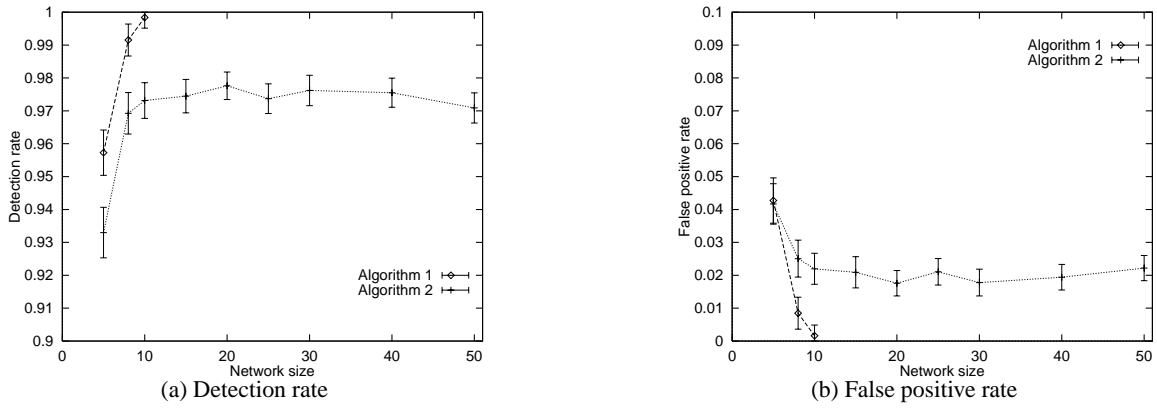 1
0.99
0.98
0.97
0.96
0.95
0.94
0.93
0.92
0.91
0.9
Detection rate
Algorithm 1
Algorithm 2
0 10 20 30 40 50
Network size
(a) Detection rate
0.1
0.09
0.08
0.07
0.06
0.05
0.04
0.03
0.02
0.01
0
False positive rate
Algorithm 1
Algorithm 2
0 10 20 30 40 50
Network size
(b) False positive rate